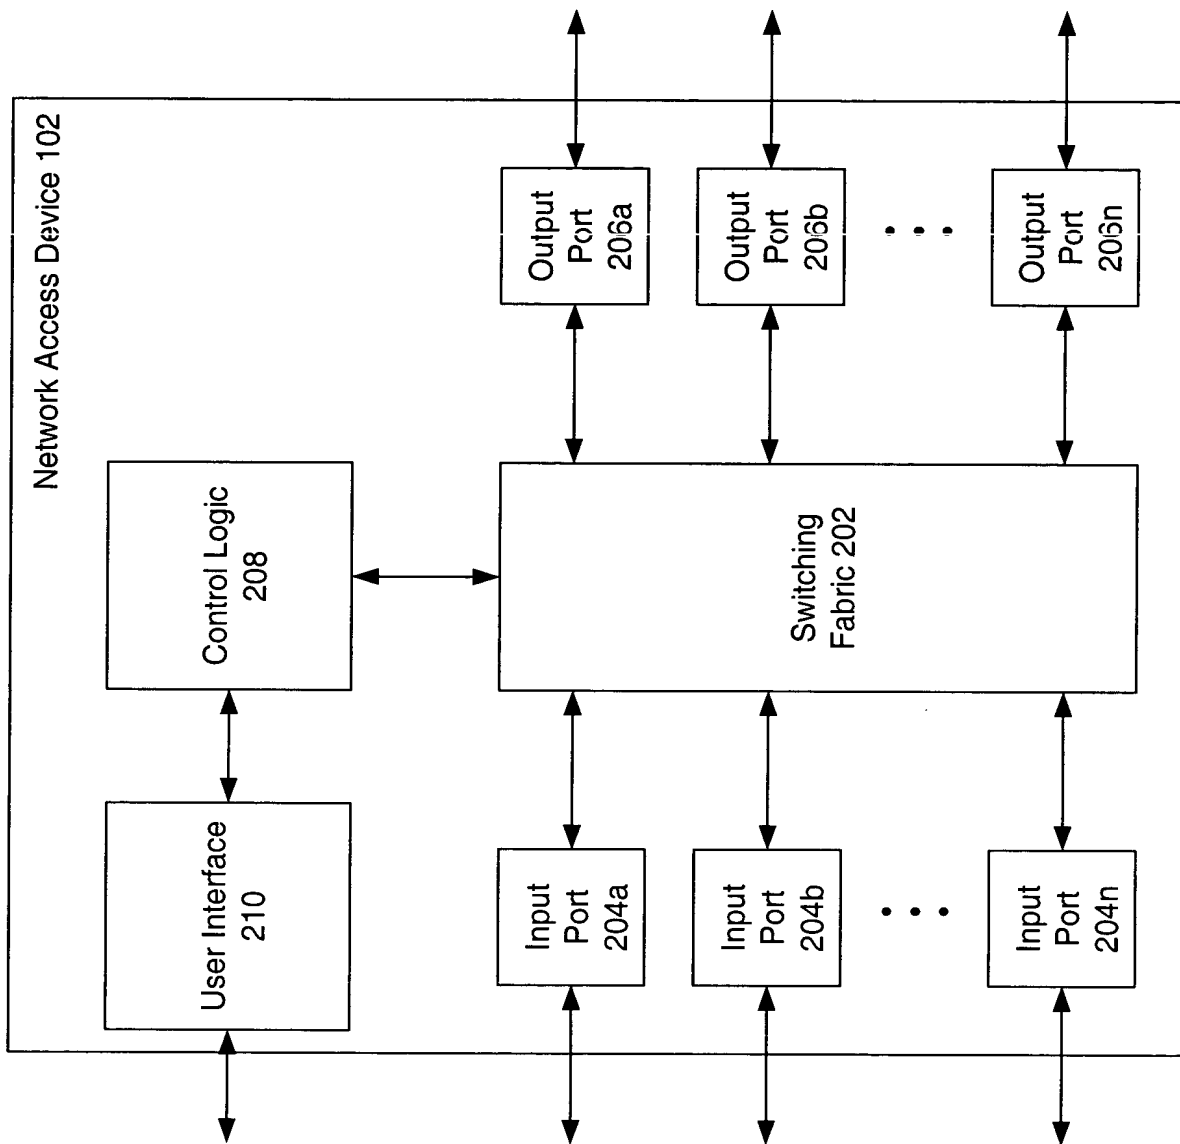 Network Access Device 102
User Interface
210
Control Logic
208
Input
Port
204a
Switching
Fabric 202
Output
Port
206a
Input
Port
204b
Output
Port
206b
Input
Port
204n
Output
Port
206n